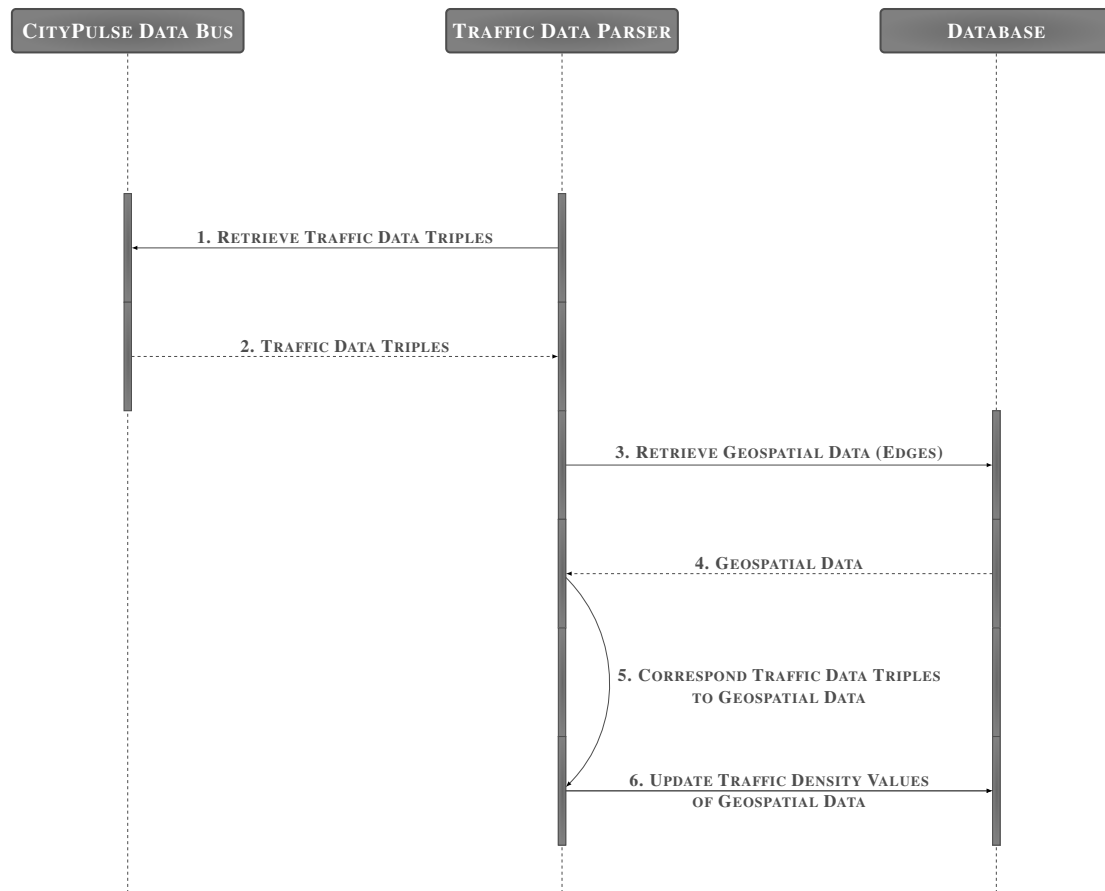 CityPulse Data Bus
Traffic Data Parser
Database
1. Retrieve Traffic Data Triples
2. Traffic Data Triples
3. Retrieve Geospatial Data (Edges)
4. Geospatial Data
5. Correspond Traffic Data Triples
to Geospatial Data
6. Update Traffic Density Values
of Geospatial Data